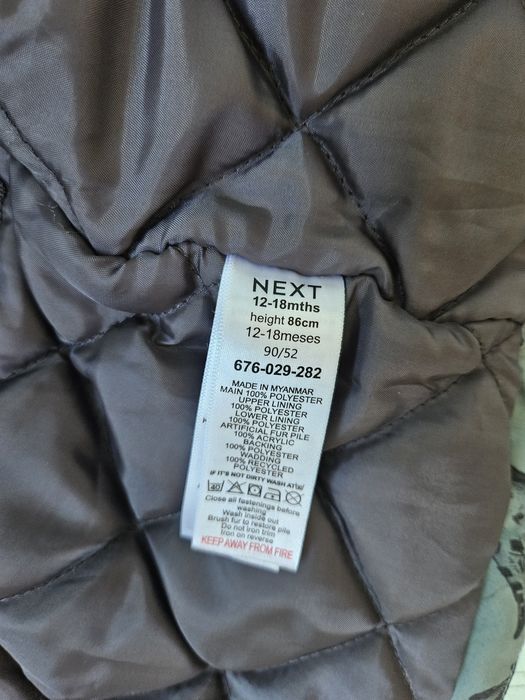 NEXT
12-18mths
height 86cm
12-18meses
90/52
676-029-282
MADE IN MYANMAR
MAIN 100% POLYESTER
UPPER LINING
100% POLYESTER
LOWER LINING
100% POLYESTER
ARTIFICIAL FUR PILE
100% ACRYLIC
BACKING
100% POLYESTER
WADDING
100% RECYCLED
POLYESTER
IF IT'S NOT DIRTY WASH AT
40
Close all fastenings before
washing
Wash inside out
Brush fur to restore pile
Do not iron trim
Iron on reverse
KEEP AWAY FROM FIRE